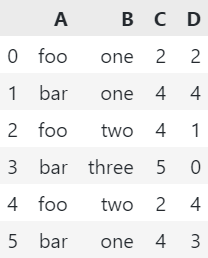 A B C D
0 foo one 2 2
1 bar one 4 4
2 foo two 4 1
3 bar three 5 0
4 foo two 2 4
5 bar one 4 3